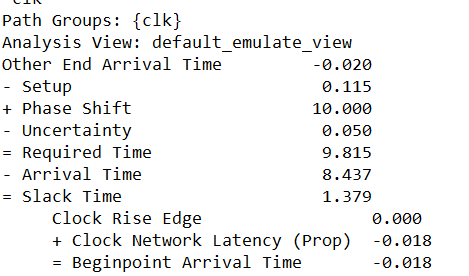 Path Groups: {clk}
Analysis View: default_emulate_view
Other End Arrival Time -0.020
- Setup 0.115
+ Phase Shift 10.000
- Uncertainty 0.050
= Required Time 9.815
- Arrival Time 8.437
= Slack Time 1.379
Clock Rise Edge 0.000
+ Clock Network Latency (Prop) -0.018
= Beginpoint Arrival Time -0.018